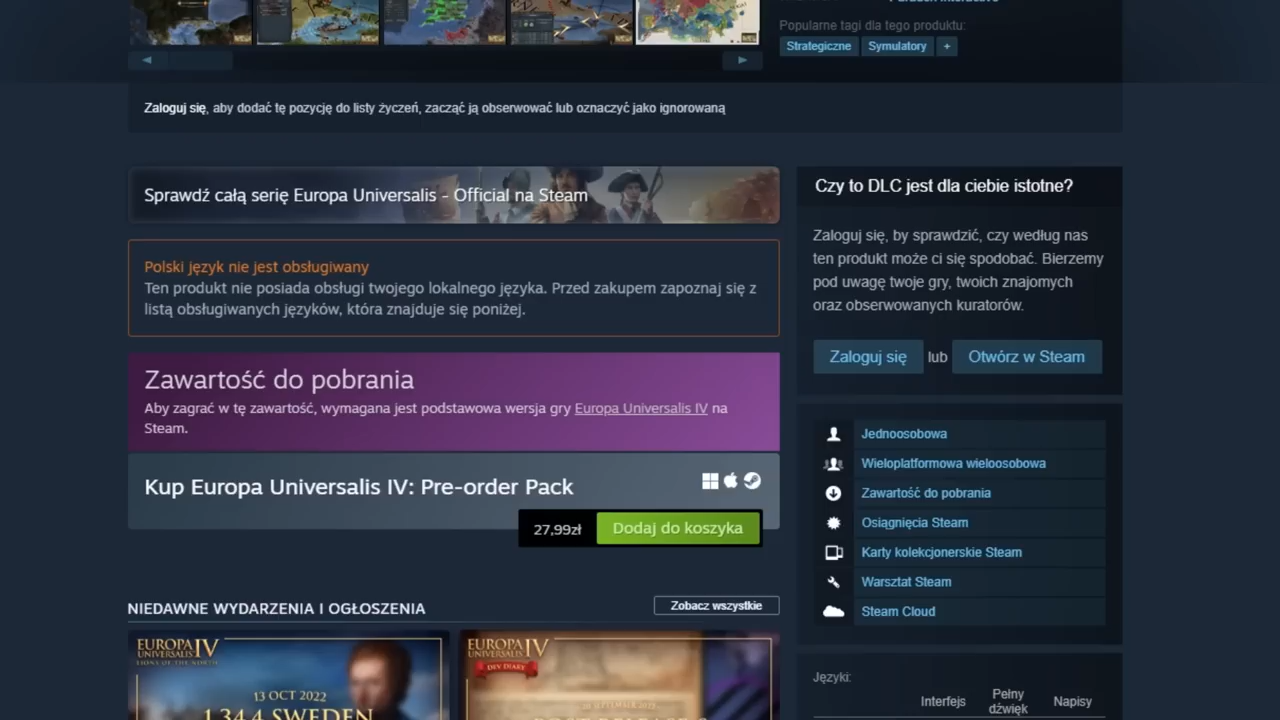 Popularne tagi dla tego produktu:
Strategiczne Symulatory +
Zaloguj się, aby dodać tę pozycję do listy życzeń, zacząć ją obserwować lub oznaczyć jako ignorowaną
Sprawdź całą serię Europa Universalis - Official na Steam
Polski język nie jest obsługiwany
Ten produkt nie posiada obsługi twojego lokalnego języka. Przed zakupem zapoznaj się z
listą obsługiwanych języków, która znajduje się poniżej.
Zawartość do pobrania
Aby zagrać w tę zawartość, wymagana jest podstawowa wersja gry Europa Universalis IV na
Steam.
Kup Europa Universalis IV: Pre-order Pack
27,99zł Dodaj do koszyka
NIEDAWNE WYDARZENIA I OGŁOSZENIA Zobacz wszystkie
EUROPA
UNIVERSALIS IV
LIONS OF THE NORTH
13 OCT 2022
1.34.4 SWEDEN
EUROPA
UNIVERSALIS IV
DEV DIARY
Czy to DLC jest dla ciebie istotne?
Zaloguj się, by sprawdzić, czy według nas
ten produkt może ci się spodobać. Bierzemy
pod uwagę twoje gry, twoich znajomych
oraz obserwowanych kuratorów.
Zaloguj się lub Otwórz w Steam
Jednoosobowa
Wieloplatformowa wieloosobowa
Zawartość do pobrania
Osiągnięcia Steam
Karty kolekcjonerskie Steam
Warsztat Steam
Steam Cloud
Języki:
Interfejs Pełny dźwięk Napisy